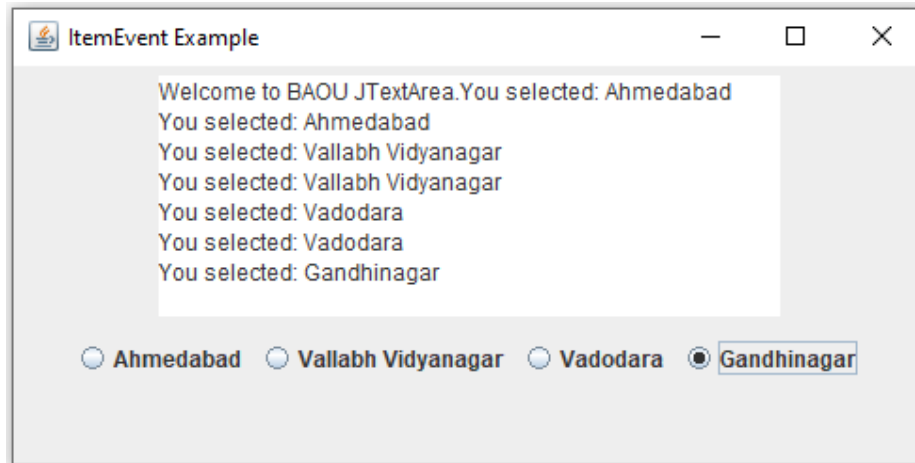 ItemEvent Example
Welcome to BAOU JTextArea.You selected: Ahmedabad
You selected: Ahmedabad
You selected: Vallabh Vidyanagar
You selected: Vallabh Vidyanagar
You selected: Vadodara
You selected: Vadodara
You selected: Gandhinagar
Ahmedabad Vallabh Vidyanagar Vadodara Gandhinagar